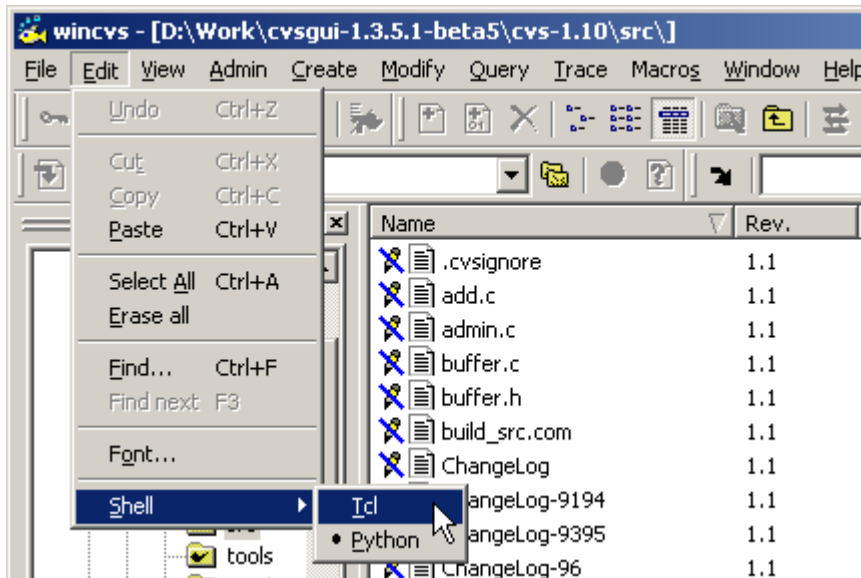 wincvs - [D:\Work\cvsgui-1.3.5.1-beta5\cvs-1.10\src\]
File Edit View Admin Create Modify Query Trace Macros Window Help
Undo Ctrl+Z
Cut Ctrl+X
Copy Ctrl+C
Paste Ctrl+V
Select All Ctrl+A
Erase all
Find... Ctrl+F
Find next F3
Font...
Shell
Tcl
Python
tools
Name Rev.
.cvsignore 1.1
add.c 1.1
admin.c 1.1
buffer.c 1.1
buffer.h 1.1
build_src.com 1.1
ChangeLog 1.1
angeLog-9194 1.1
angeLog-9395 1.1
ChangeLog-96 1.1